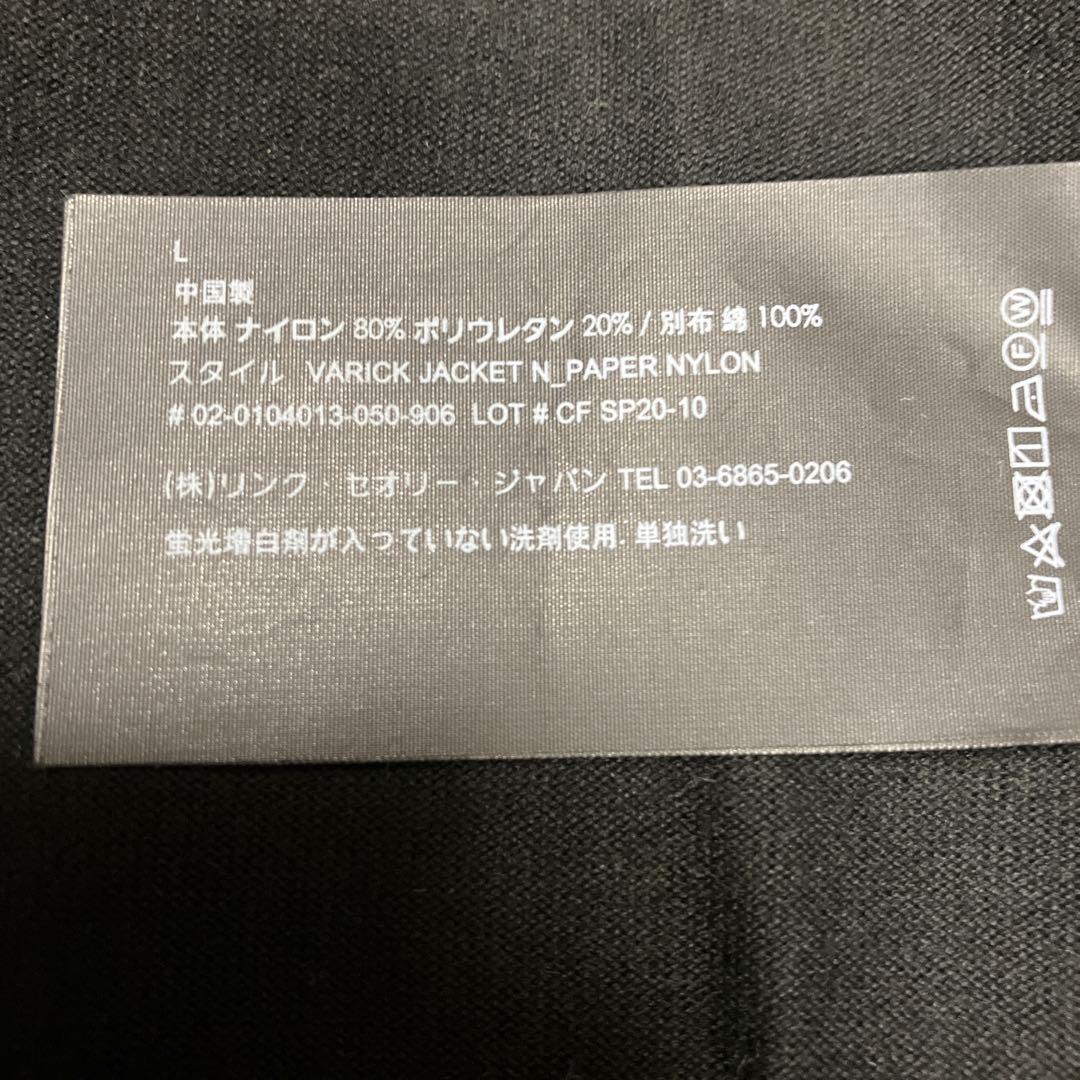 L
中国製
本体 ナイロン 80% ポリウレタン 20% / 別布 綿 100%
スタイル VARICK JACKET N_PAPER NYLON
# 02-0104013-050-906 LOT # CF SP20-10
(株)リンク・セオリー・ジャパン TEL 03-6865-0206
蛍光増白剤が入っていない洗剤使用. 単独洗い
W
F